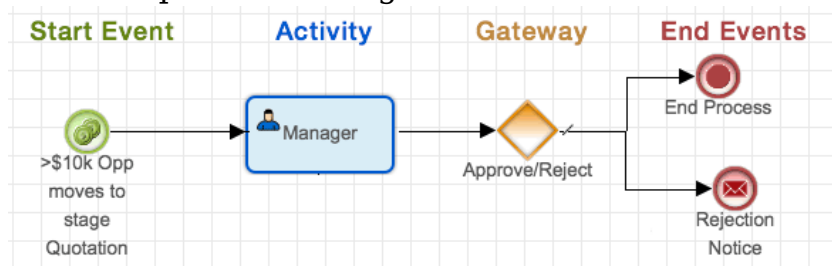 Start Event
Activity
Gateway
End Events
Manager
End Process
>$10k Opp
moves to
stage
Quotation
Approve/Reject
Rejection
Notice